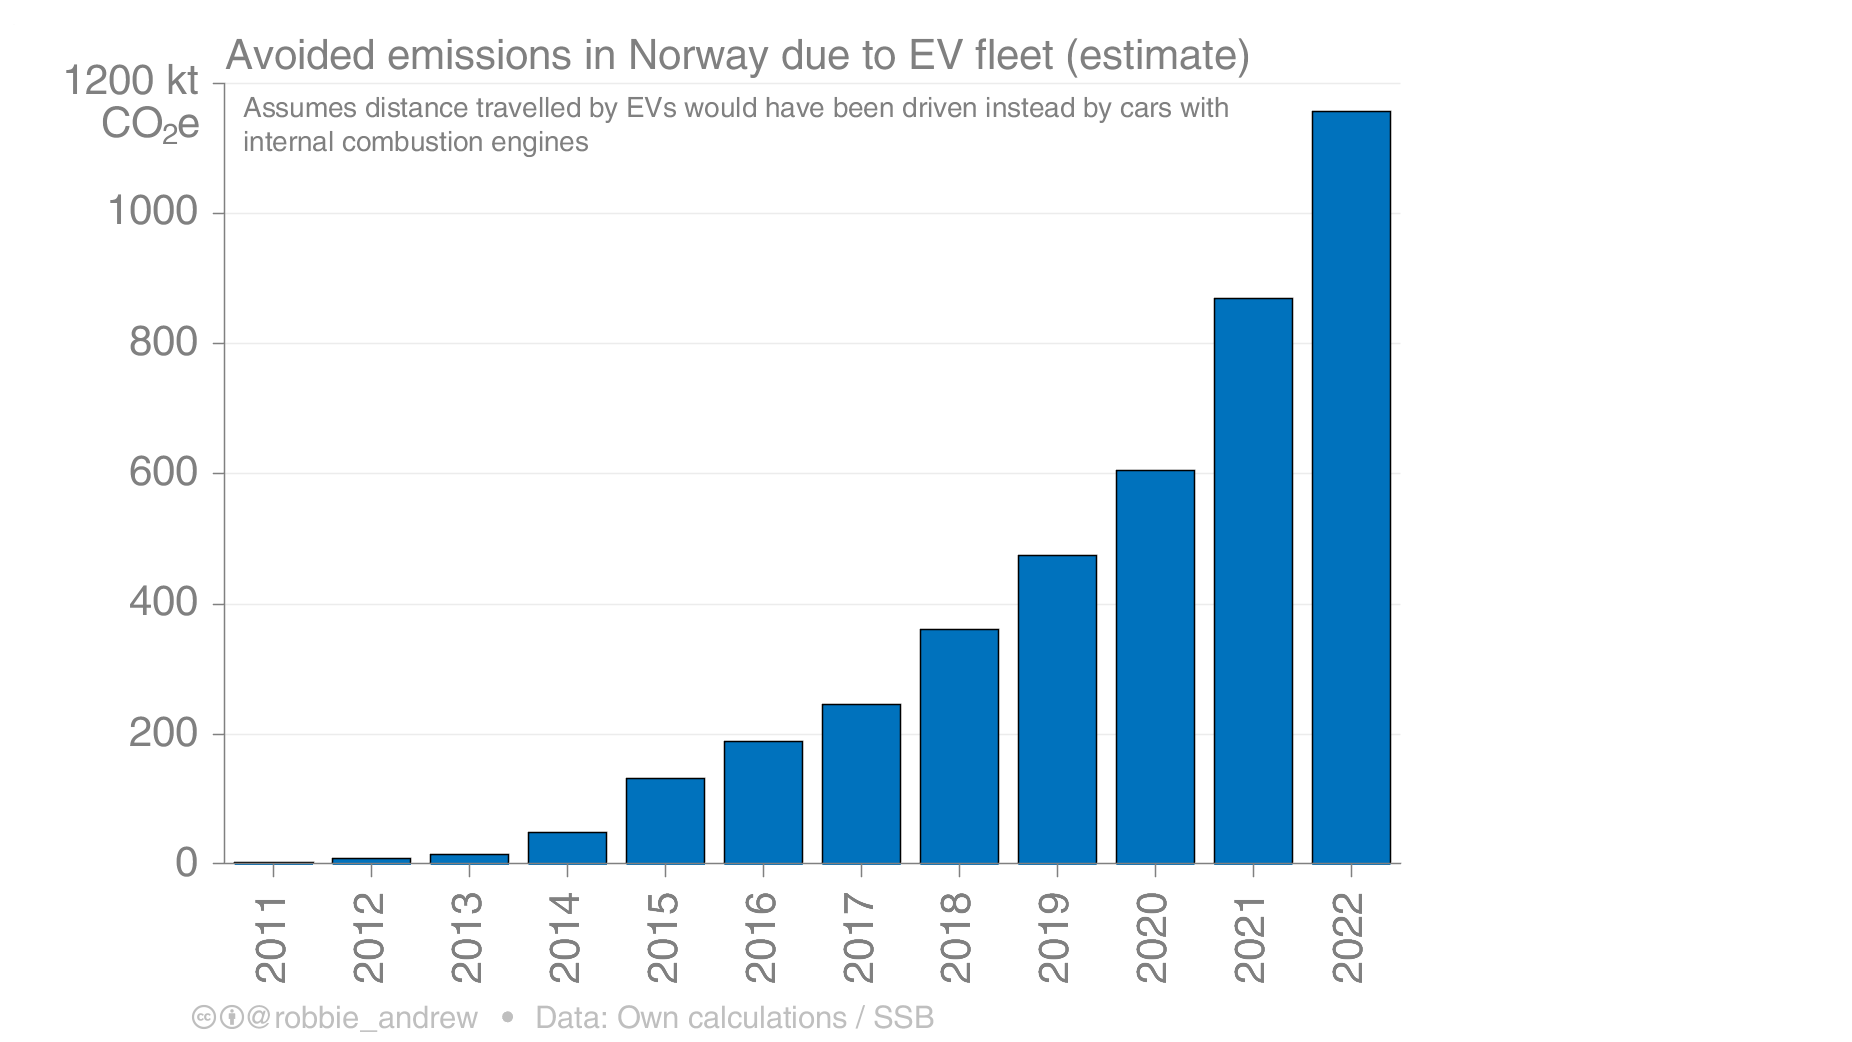 Avoided emissions in Norway due to EV fleet (estimate)
1200 kt
CO₂e
Assumes distance travelled by EVs would have been driven instead by cars with
internal combustion engines
1000
800
600
400
200
0
2011 2012 2013 2014 2015 2016 2017 2018 2019 2020 2021 2022
@robbie_andrew • Data: Own calculations / SSB